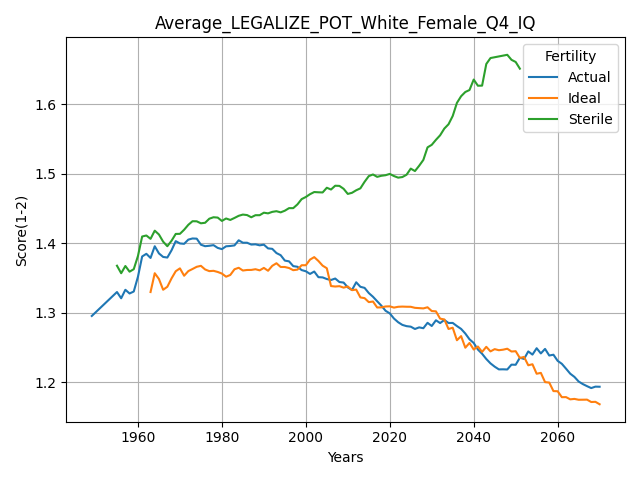 Average_LEGALIZE_POT_White_Female_Q4_IQ
Fertility
Actual
Ideal
Sterile
Score(1-2)
1.6
1.5
1.4
1.3
1.2
1960 1980 2000 2020 2040 2060
Years